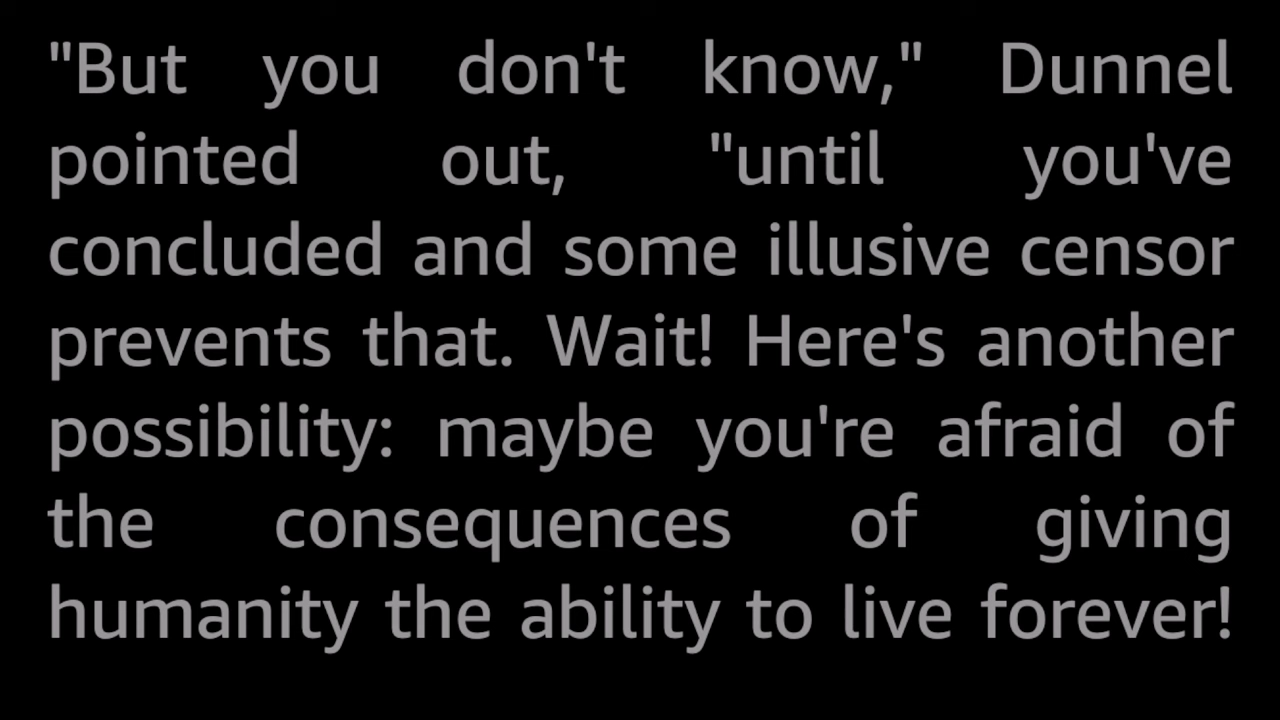 "But you don't know," Dunnel
pointed out, "until you've
concluded and some illusive censor
prevents that. Wait! Here's another
possibility: maybe you're afraid of
the consequences of giving
humanity the ability to live forever!